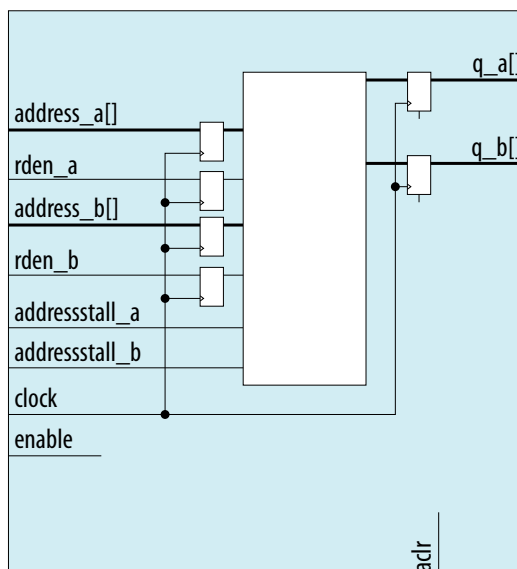 q_a[]
address_a[]
q_b[]
rden_a
address_b[]
rden_b
addressstall_a
addressstall_b
clock
enable
aclr